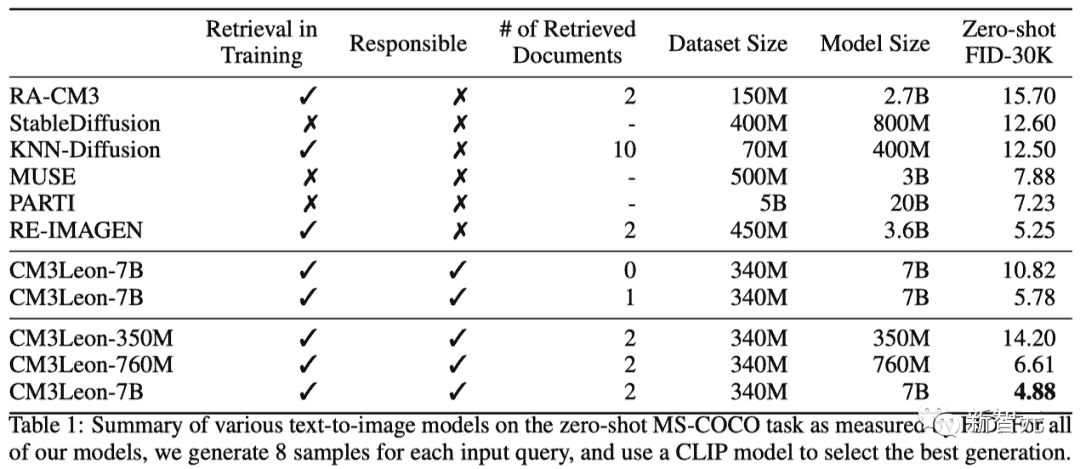 Retrieval in Training Responsible # of Retrieved Documents Dataset Size Model Size Zero-shot FID-30K
RA-CM3 ✓ ✗ 2 150M 2.7B 15.70
StableDiffusion ✗ ✗ - 400M 800M 12.60
KNN-Diffusion ✓ ✗ 10 70M 400M 12.50
MUSE ✗ ✗ - 500M 3B 7.88
PARTI ✗ ✗ - 5B 20B 7.23
RE-IMAGEN ✓ ✗ 2 450M 3.6B 5.25
CM3Leon-7B ✓ ✓ 0 340M 7B 10.82
CM3Leon-7B ✓ ✓ 1 340M 7B 5.78
CM3Leon-350M ✓ ✓ 2 340M 350M 14.20
CM3Leon-760M ✓ ✓ 2 340M 760M 6.61
CM3Leon-7B ✓ ✓ 2 340M 7B 4.88
Table 1: Summary of various text-to-image models on the zero-shot MS-COCO task as measured For all
of our models, we generate 8 samples for each input query, and use a CLIP model to select the best generation.
新智元